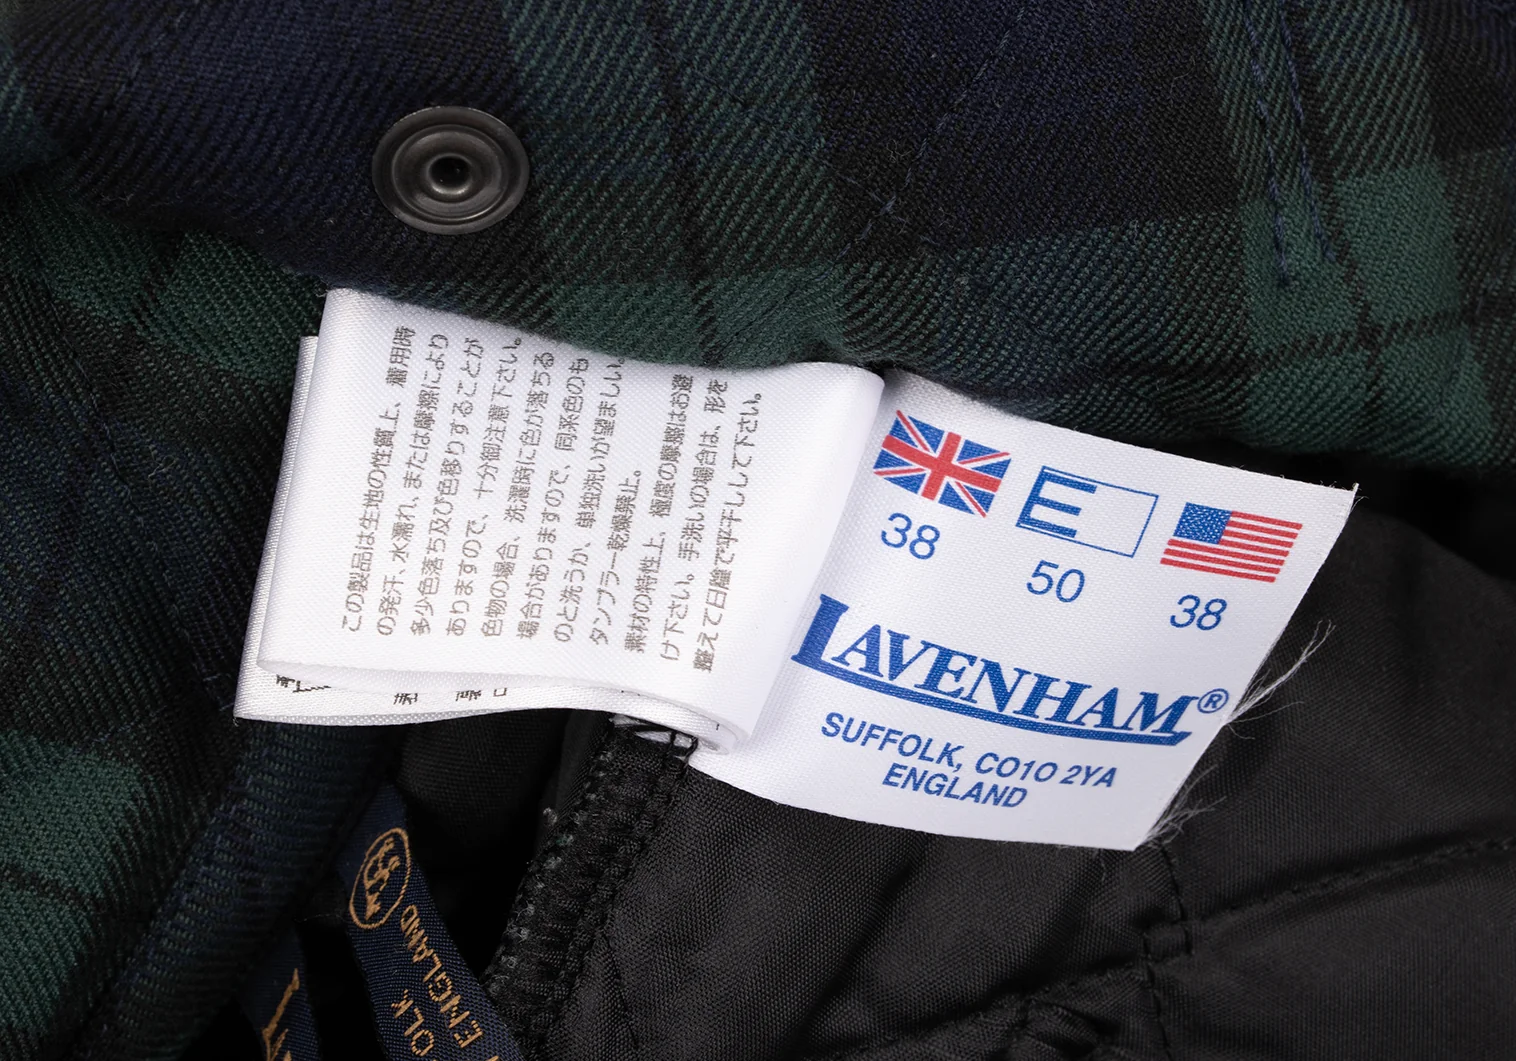 この製品は生地の性質上、着用時
の発汗、水濡れ、または摩擦により
多少色落ち及び色移りすることが
ありますので、十分御注意下さい。
色物の場合、洗濯時に色が落ちる
場合がありますので、同系色のも
のと洗うか、単独洗いが望ましい。
タンブラー乾燥禁止。
素材の特性上、極度の摩擦はお避
け下さい。手洗いの場合は、形を
整えて日陰で平干しして下さい。
38
E
50
38
LAVENHAM®
SUFFOLK, CO10 2YA
ENGLAND
ENGLAND